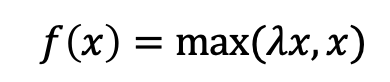 f(x) = max(λx, x)